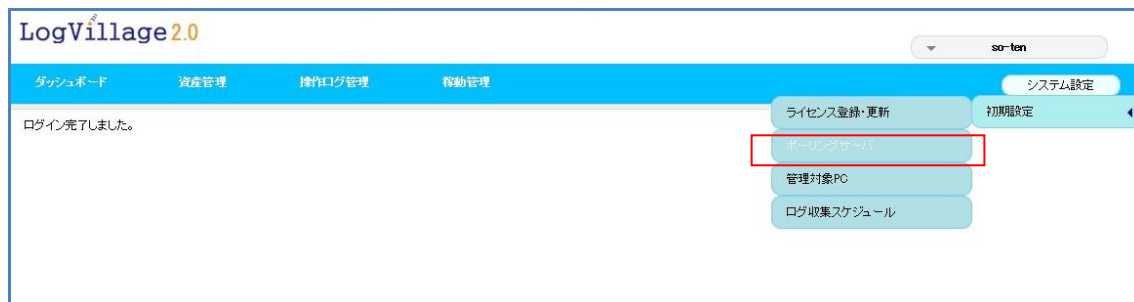 LogVillage 2.0
so-ten
ダッシュボード 資産管理 操作ログ管理 稼動管理 システム設定
ライセンス登録・更新 初期設定
ログイン完了しました。
ポーリングサーバ
管理対象PC
ログ収集スケジュール